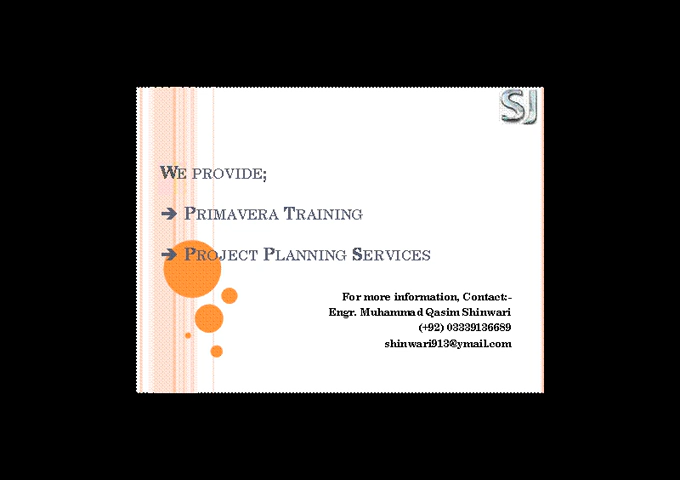 SJ
WE PROVIDE;
➔ PRIMAVERA TRAINING
➔ PROJECT PLANNING SERVICES
For more information, Contact:-
Engr. Muhammad Qasim Shinwari
(+92) 03339136689
shinwari913@ymail.com